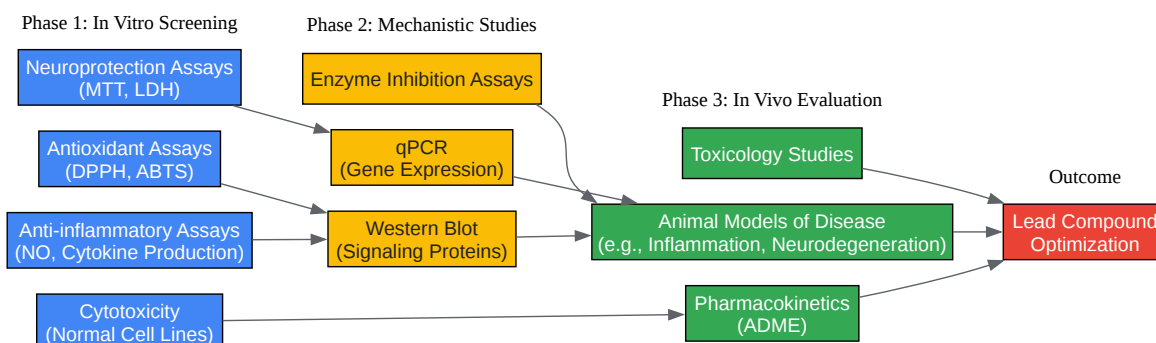 Phase 1: In Vitro Screening
Neuroprotection Assays
(MTT, LDH)
Antioxidant Assays
(DPPH, ABTS)
Anti-inflammatory Assays
(NO, Cytokine Production)
Cytotoxicity
(Normal Cell Lines)
Phase 2: Mechanistic Studies
Enzyme Inhibition Assays
qPCR
(Gene Expression)
Western Blot
(Signaling Proteins)
Phase 3: In Vivo Evaluation
Toxicology Studies
Animal Models of Disease
(e.g., Inflammation, Neurodegeneration)
Pharmacokinetics
(ADME)
Outcome
Lead Compound
Optimization